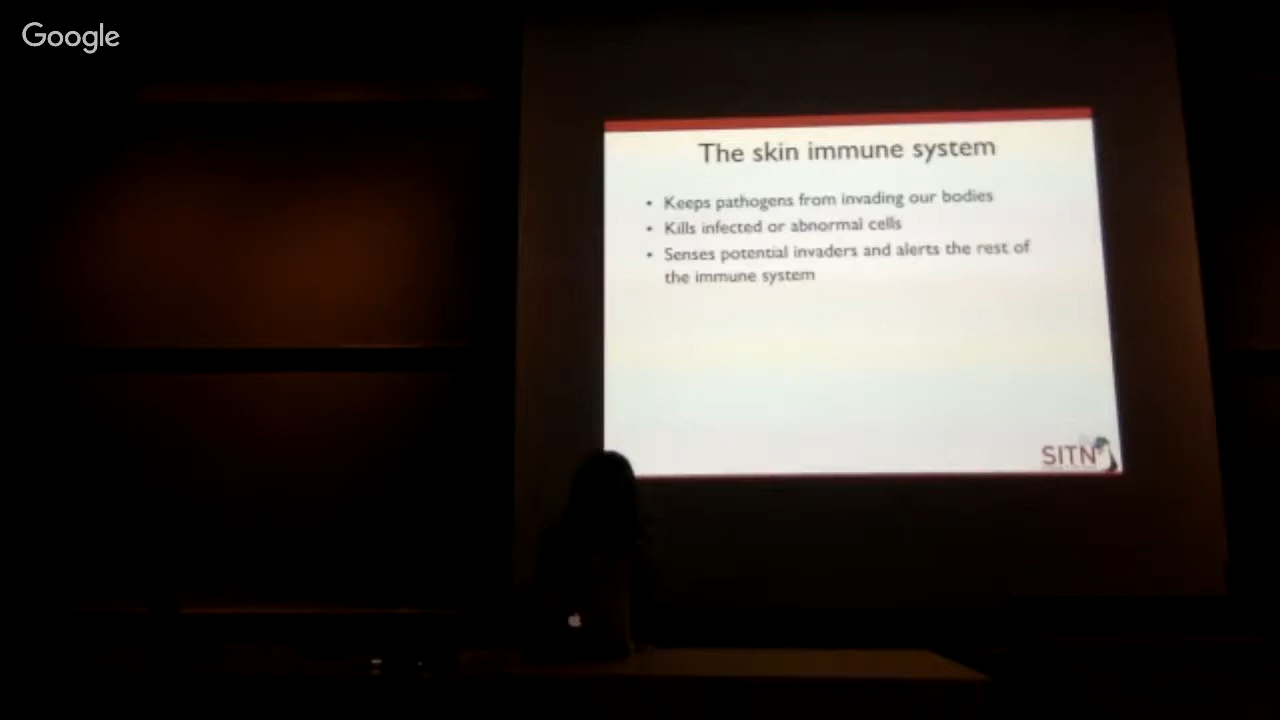 Google
The skin immune system
• Keeps pathogens from invading our bodies
• Kills infected or abnormal cells
• Senses potential invaders and alerts the rest of
the immune system
SITN